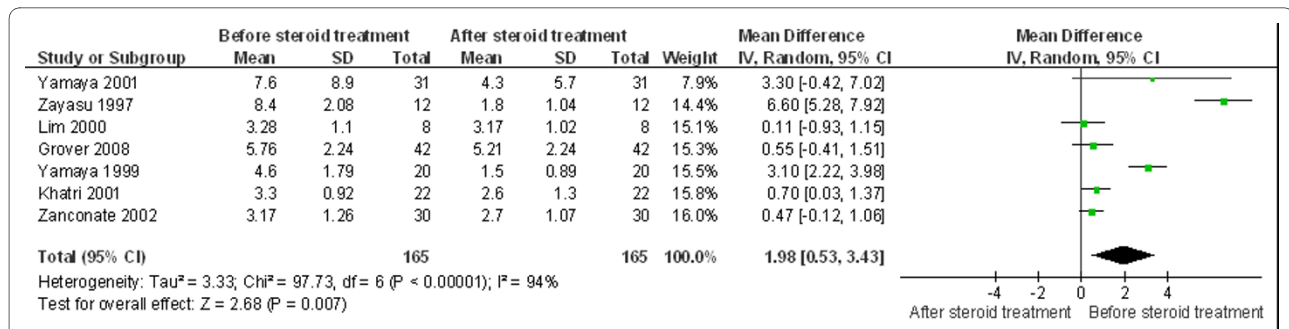 Before steroid treatment After steroid treatment Mean Difference Mean Difference
Study or Subgroup Mean SD Total Mean SD Total Weight IV, Random, 95% CI IV, Random, 95% CI
Yamaya 2001 7.6 8.9 31 4.3 5.7 31 7.9% 3.30 [-0.42, 7.02]
Zayasu 1997 8.4 2.08 12 1.8 1.04 12 14.4% 6.60 [5.28, 7.92]
Lim 2000 3.28 1.1 8 3.17 1.02 8 15.1% 0.11 [-0.93, 1.15]
Grover 2008 5.76 2.24 42 5.21 2.24 42 15.3% 0.55 [-0.41, 1.51]
Yamaya 1999 4.6 1.79 20 1.5 0.89 20 15.5% 3.10 [2.22, 3.98]
Khatri 2001 3.3 0.92 22 2.6 1.3 22 15.8% 0.70 [0.03, 1.37]
Zanconate 2002 3.17 1.26 30 2.7 1.07 30 16.0% 0.47 [-0.12, 1.06]
Total (95% CI) 165 165 100.0% 1.98 [0.53, 3.43]
Heterogeneity: Tau² = 3.33; Chi² = 97.73, df = 6 (P < 0.00001); I² = 94%
Test for overall effect: Z = 2.68 (P = 0.007)
-4 -2 0 2 4
After steroid treatment Before steroid treatment